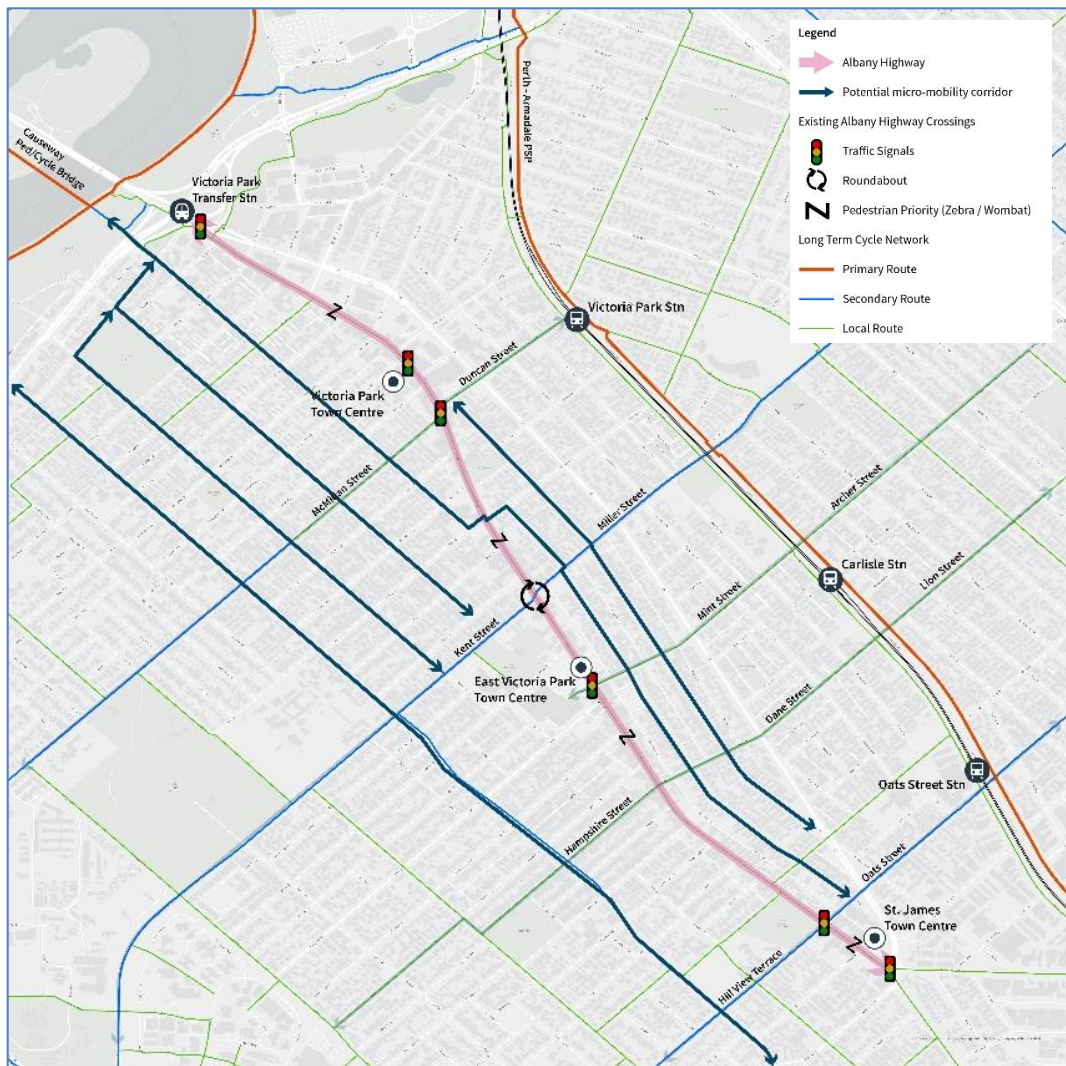 Legend
Albany Highway
Potential micro-mobility corridor
Existing Albany Highway Crossings
Traffic Signals
Roundabout
Pedestrian Priority (Zebra / Wombat)
Long Term Cycle Network
Primary Route
Secondary Route
Local Route
Perth - Armadale PSP
Causeway
Ped/Cycle Bridge
Victoria Park
Transfer Stn
Victoria Park Stn
Duncan Street
Victoria Park
Town Centre
McMillan Street
Miller Street
Archer Street
Carlisle Stn
Lion Street
Mint Street
Kent Street
East Victoria Park
Town Centre
Dane Street
Oats Street Stn
Hampshire Street
Oats Street
St. James
Town Centre
Hill View Terrace